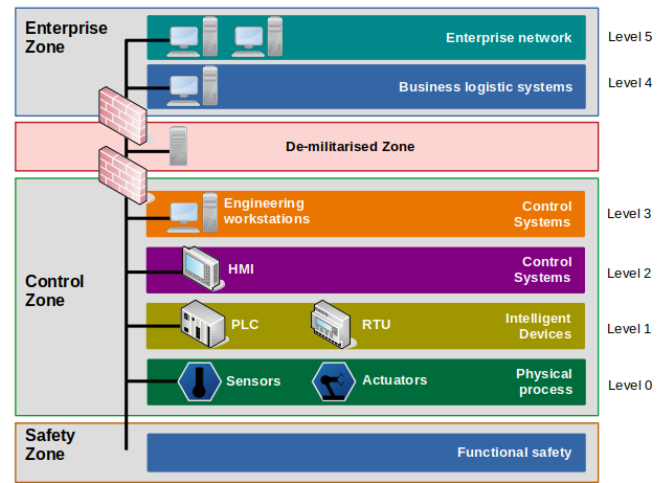 Enterprise
Zone
Enterprise network
Level 5
Business logistic systems
Level 4
De-militarised Zone
Control
Zone
Engineering
workstations
Control
Systems
Level 3
HMI
Control
Systems
Level 2
PLC
RTU
Intelligent
Devices
Level 1
Sensors
Actuators
Physical
process
Level 0
Safety
Zone
Functional safety